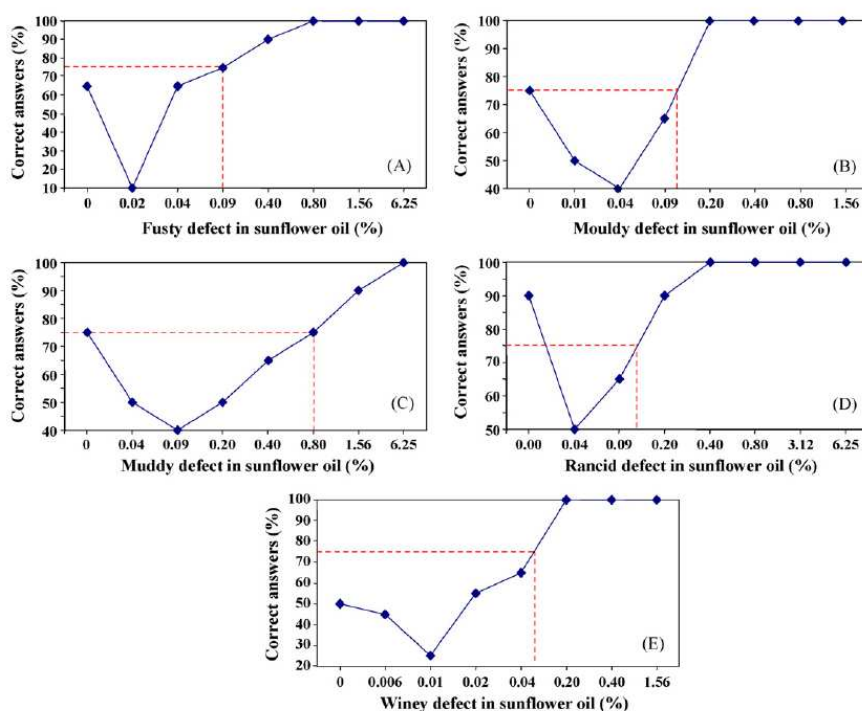 Correct answers (%)
100
90
80
75
70
60
50
40
30
20
10
(A)
0 0.02 0.04 0.09 0.40 0.80 1.56 6.25
Fusty defect in sunflower oil (%)
Correct answers (%)
100
90
80
75
70
60
50
40
(B)
0 0.01 0.04 0.09 0.20 0.40 0.80 1.56
Mouldy defect in sunflower oil (%)
Correct answers (%)
100
90
80
70
60
50
40
(C)
0 0.04 0.09 0.20 0.40 0.80 1.56 6.25
Muddy defect in sunflower oil (%)
Correct answers (%)
100
90
80
70
60
50
(D)
0.00 0.04 0.09 0.20 0.40 0.80 3.12 6.25
Rancid defect in sunflower oil (%)
Correct answers (%)
100
90
80
70
60
50
40
30
20
(E)
0 0.006 0.01 0.02 0.04 0.20 0.40 1.56
Winey defect in sunflower oil (%)